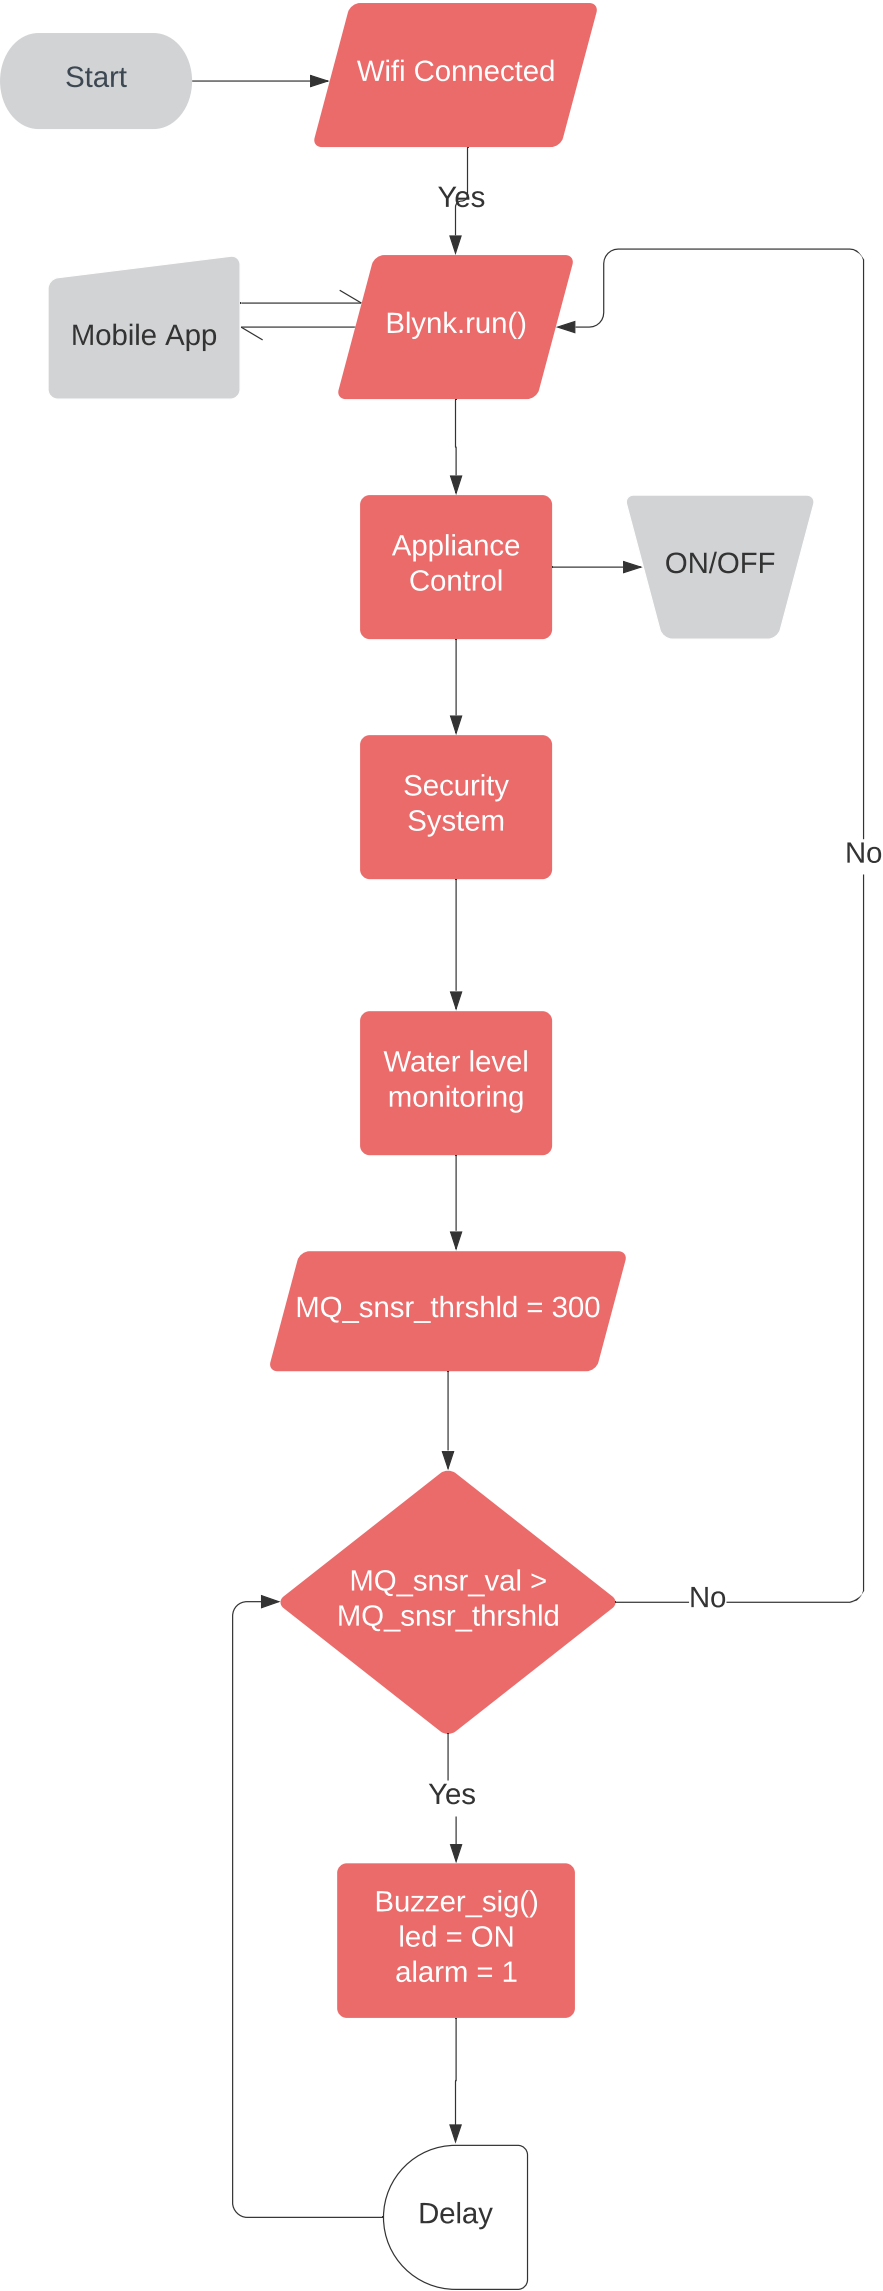 Start
Wifi Connected
Yes
Mobile App
Blynk.run()
Appliance
Control
ON/OFF
Security
System
No
Water level
monitoring
MQ_snsr_thrshld = 300
MQ_snsr_val >
MQ_snsr_thrshld
No
Yes
Buzzer_sig()
led = ON
alarm = 1
Delay